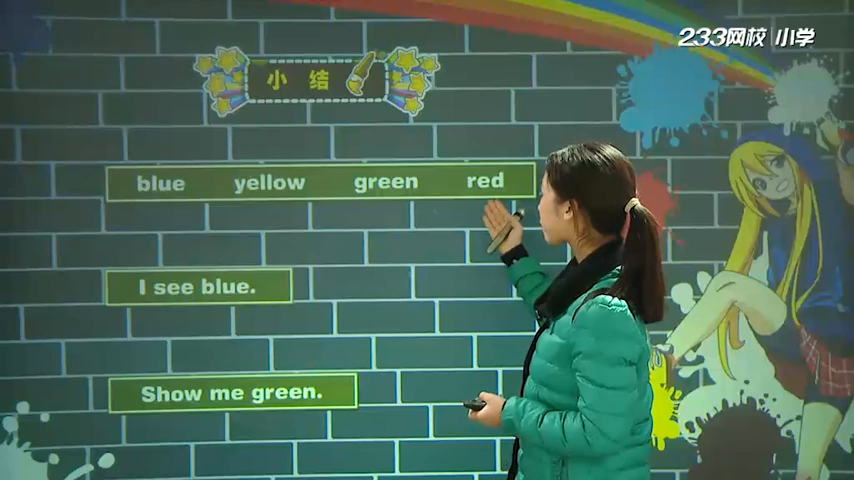 233网校 小学
小 结
blue yellow green red
I see blue.
Show me green.